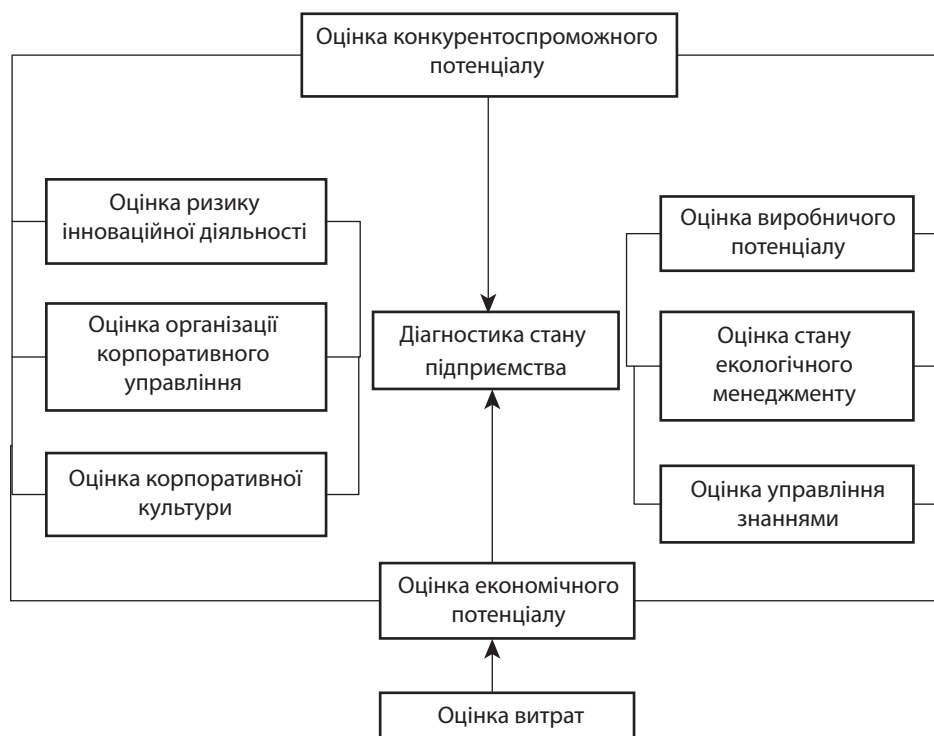 Оцінка конкурентоспроможного
потенціалу
Оцінка ризику
інноваційної діяльності
Оцінка виробничого
потенціалу
Оцінка організації
корпоративного
управління
Діагностика стану
підприємства
Оцінка стану
екологічного
менеджменту
Оцінка корпоративної
культури
Оцінка управління
знаннями
Оцінка економічного
потенціалу
Оцінка витрат